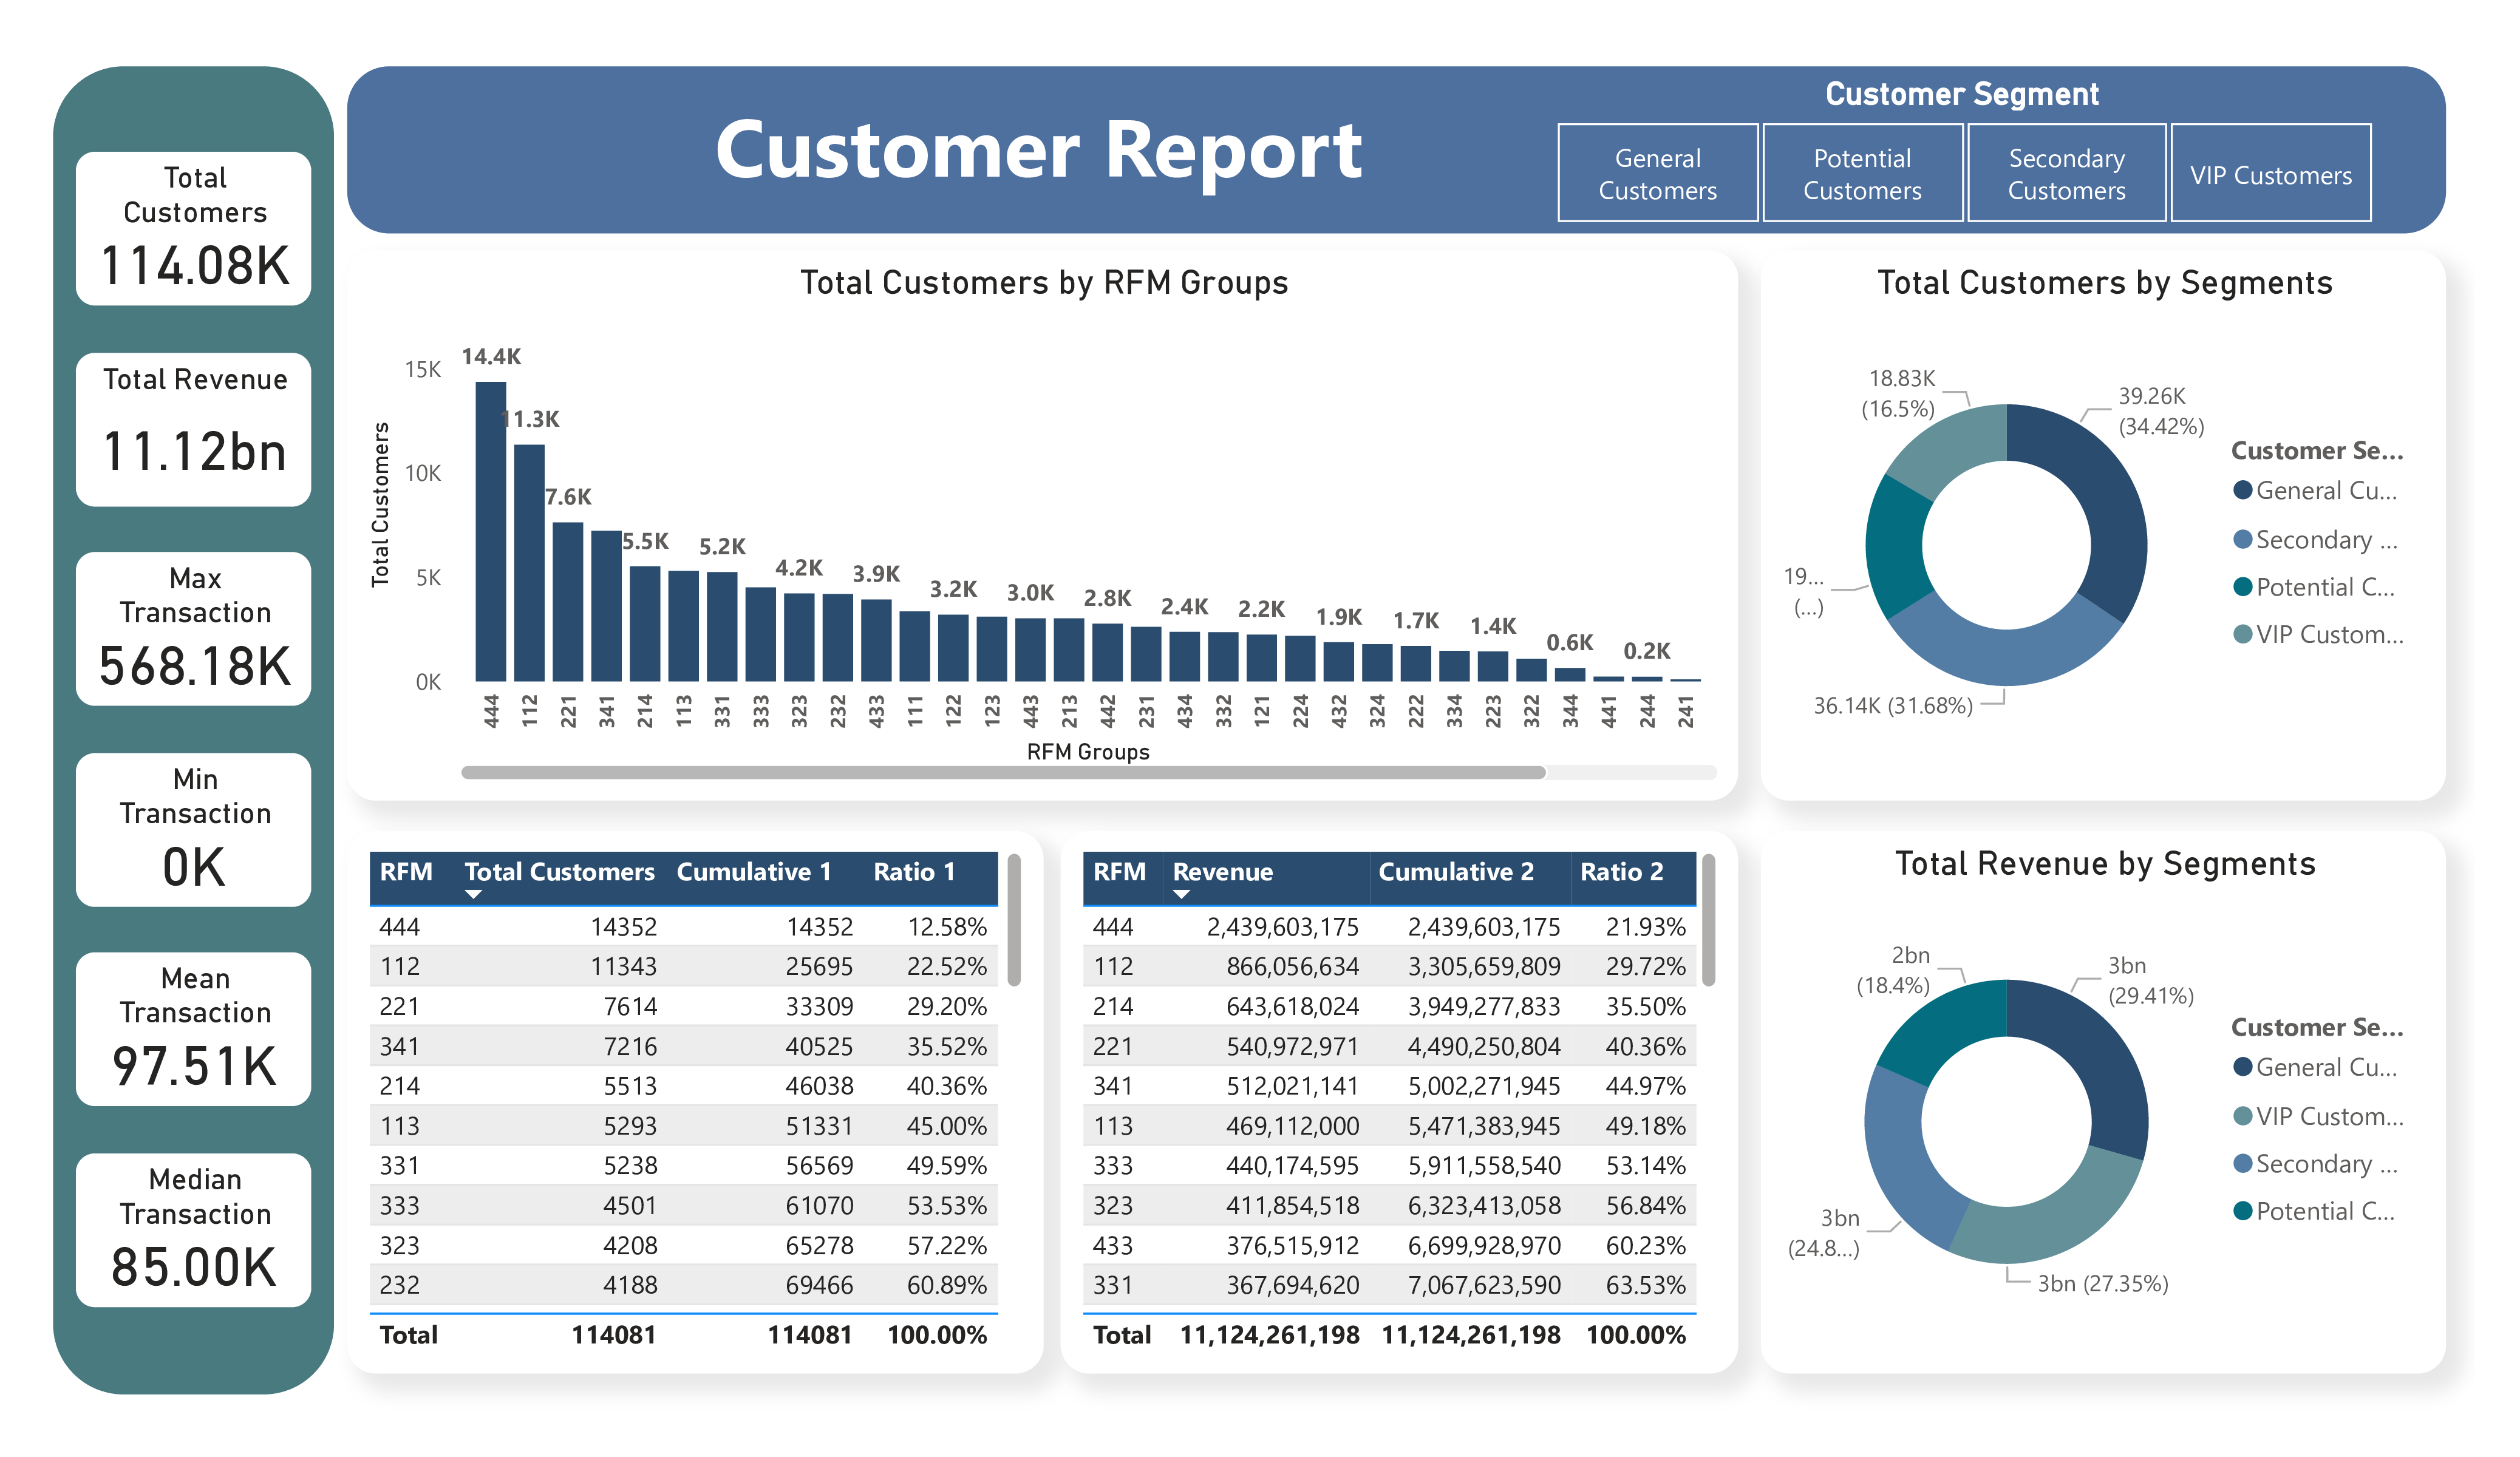 Customer Report
Customer Segment
General
Customers
Potential
Customers
Secondary
Customers
VIP Customers
Total
Customers
114.08K
Total Revenue
11.12bn
Max
Transaction
568.18K
Min
Transaction
0K
Mean
Transaction
97.51K
Median
Transaction
85.00K
Total Customers by RFM Groups
Total Customers
15K
10K
5K
0K
14.4K
11.3K
7.6K
5.5K
5.2K
4.2K
3.9K
3.2K
3.0K
2.8K
2.4K
2.2K
1.9K
1.7K
1.4K
0.6K
0.2K
444 112 221 341 214 113 331 333 323 232 433 111 122 123 443 213 442 231 434 332 121 224 432 324 222 334 223 322 344 441 244 241
RFM Groups
Total Customers by Segments
18.83K
(16.5%)
39.26K
(34.42%)
19...
(...)
36.14K (31.68%)
Customer Se...
General Cu...
Secondary ...
Potential C...
VIP Custom...
RFM Total Customers Cumulative 1 Ratio 1
444 14352 14352 12.58%
112 11343 25695 22.52%
221 7614 33309 29.20%
341 7216 40525 35.52%
214 5513 46038 40.36%
113 5293 51331 45.00%
331 5238 56569 49.59%
333 4501 61070 53.53%
323 4208 65278 57.22%
232 4188 69466 60.89%
Total 114081 114081 100.00%
RFM Revenue Cumulative 2 Ratio 2
444 2,439,603,175 2,439,603,175 21.93%
112 866,056,634 3,305,659,809 29.72%
214 643,618,024 3,949,277,833 35.50%
221 540,972,971 4,490,250,804 40.36%
341 512,021,141 5,002,271,945 44.97%
113 469,112,000 5,471,383,945 49.18%
333 440,174,595 5,911,558,540 53.14%
323 411,854,518 6,323,413,058 56.84%
433 376,515,912 6,699,928,970 60.23%
331 367,694,620 7,067,623,590 63.53%
Total 11,124,261,198 11,124,261,198 100.00%
Total Revenue by Segments
2bn
(18.4%)
3bn
(29.41%)
3bn
(24.8...)
3bn (27.35%)
Customer Se...
General Cu...
VIP Custom...
Secondary ...
Potential C...